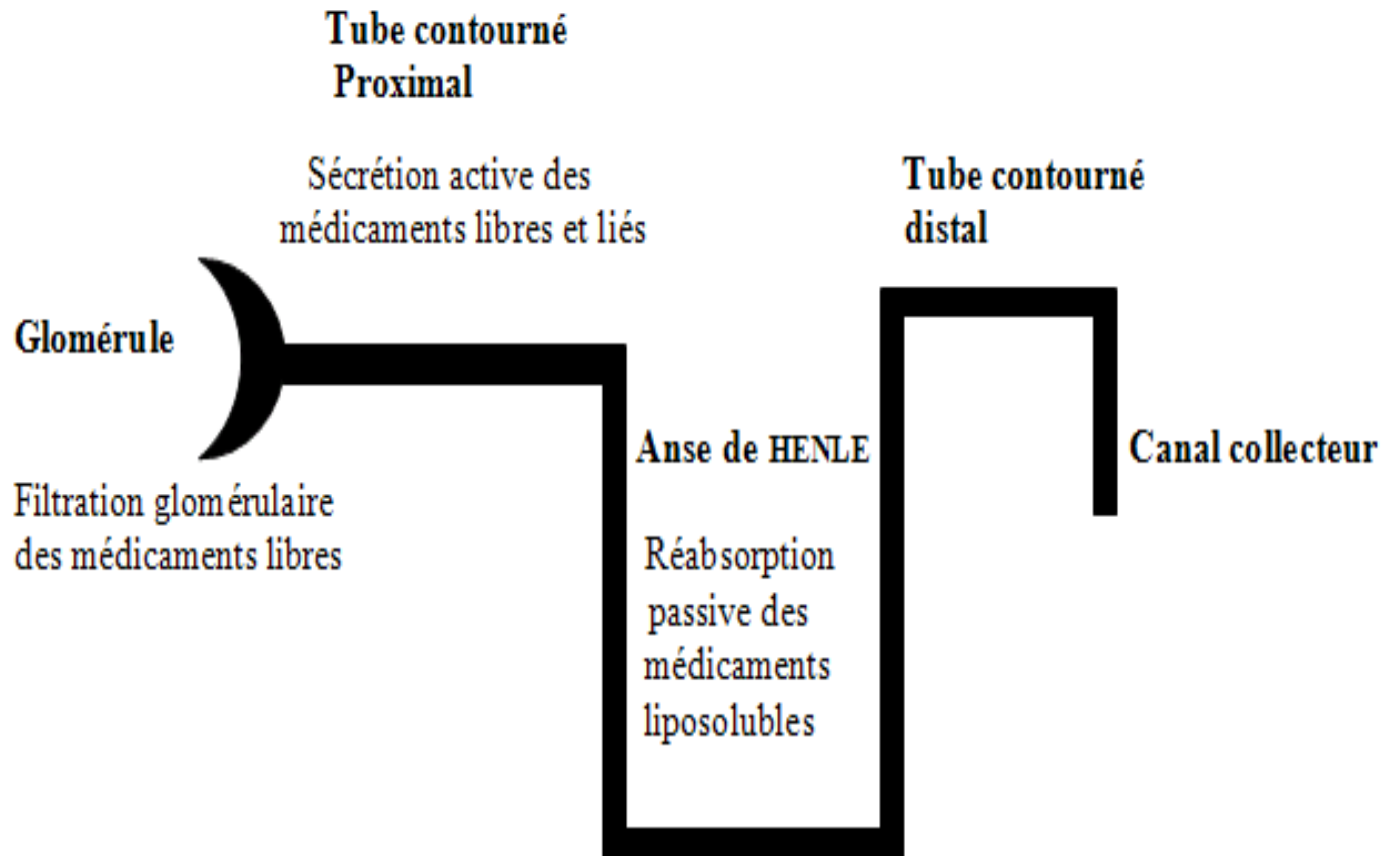 Tube contourné
Proximal
Sécrétion active des
médicaments libres et liés
Tube contourné
distal
Glomérule
Filtration glomérulaire
des médicaments libres
Anse de HENLE
Réabsorption
passive des
médicaments
liposolubles
Canal collecteur